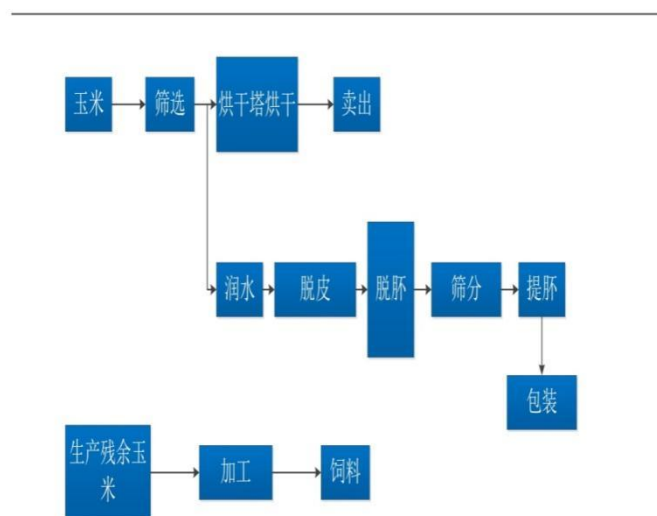 玉米
筛选
烘干塔烘干
卖出
润水
脱皮
脱胚
筛分
提胚
包装
生产残余玉
米
加工
饲料